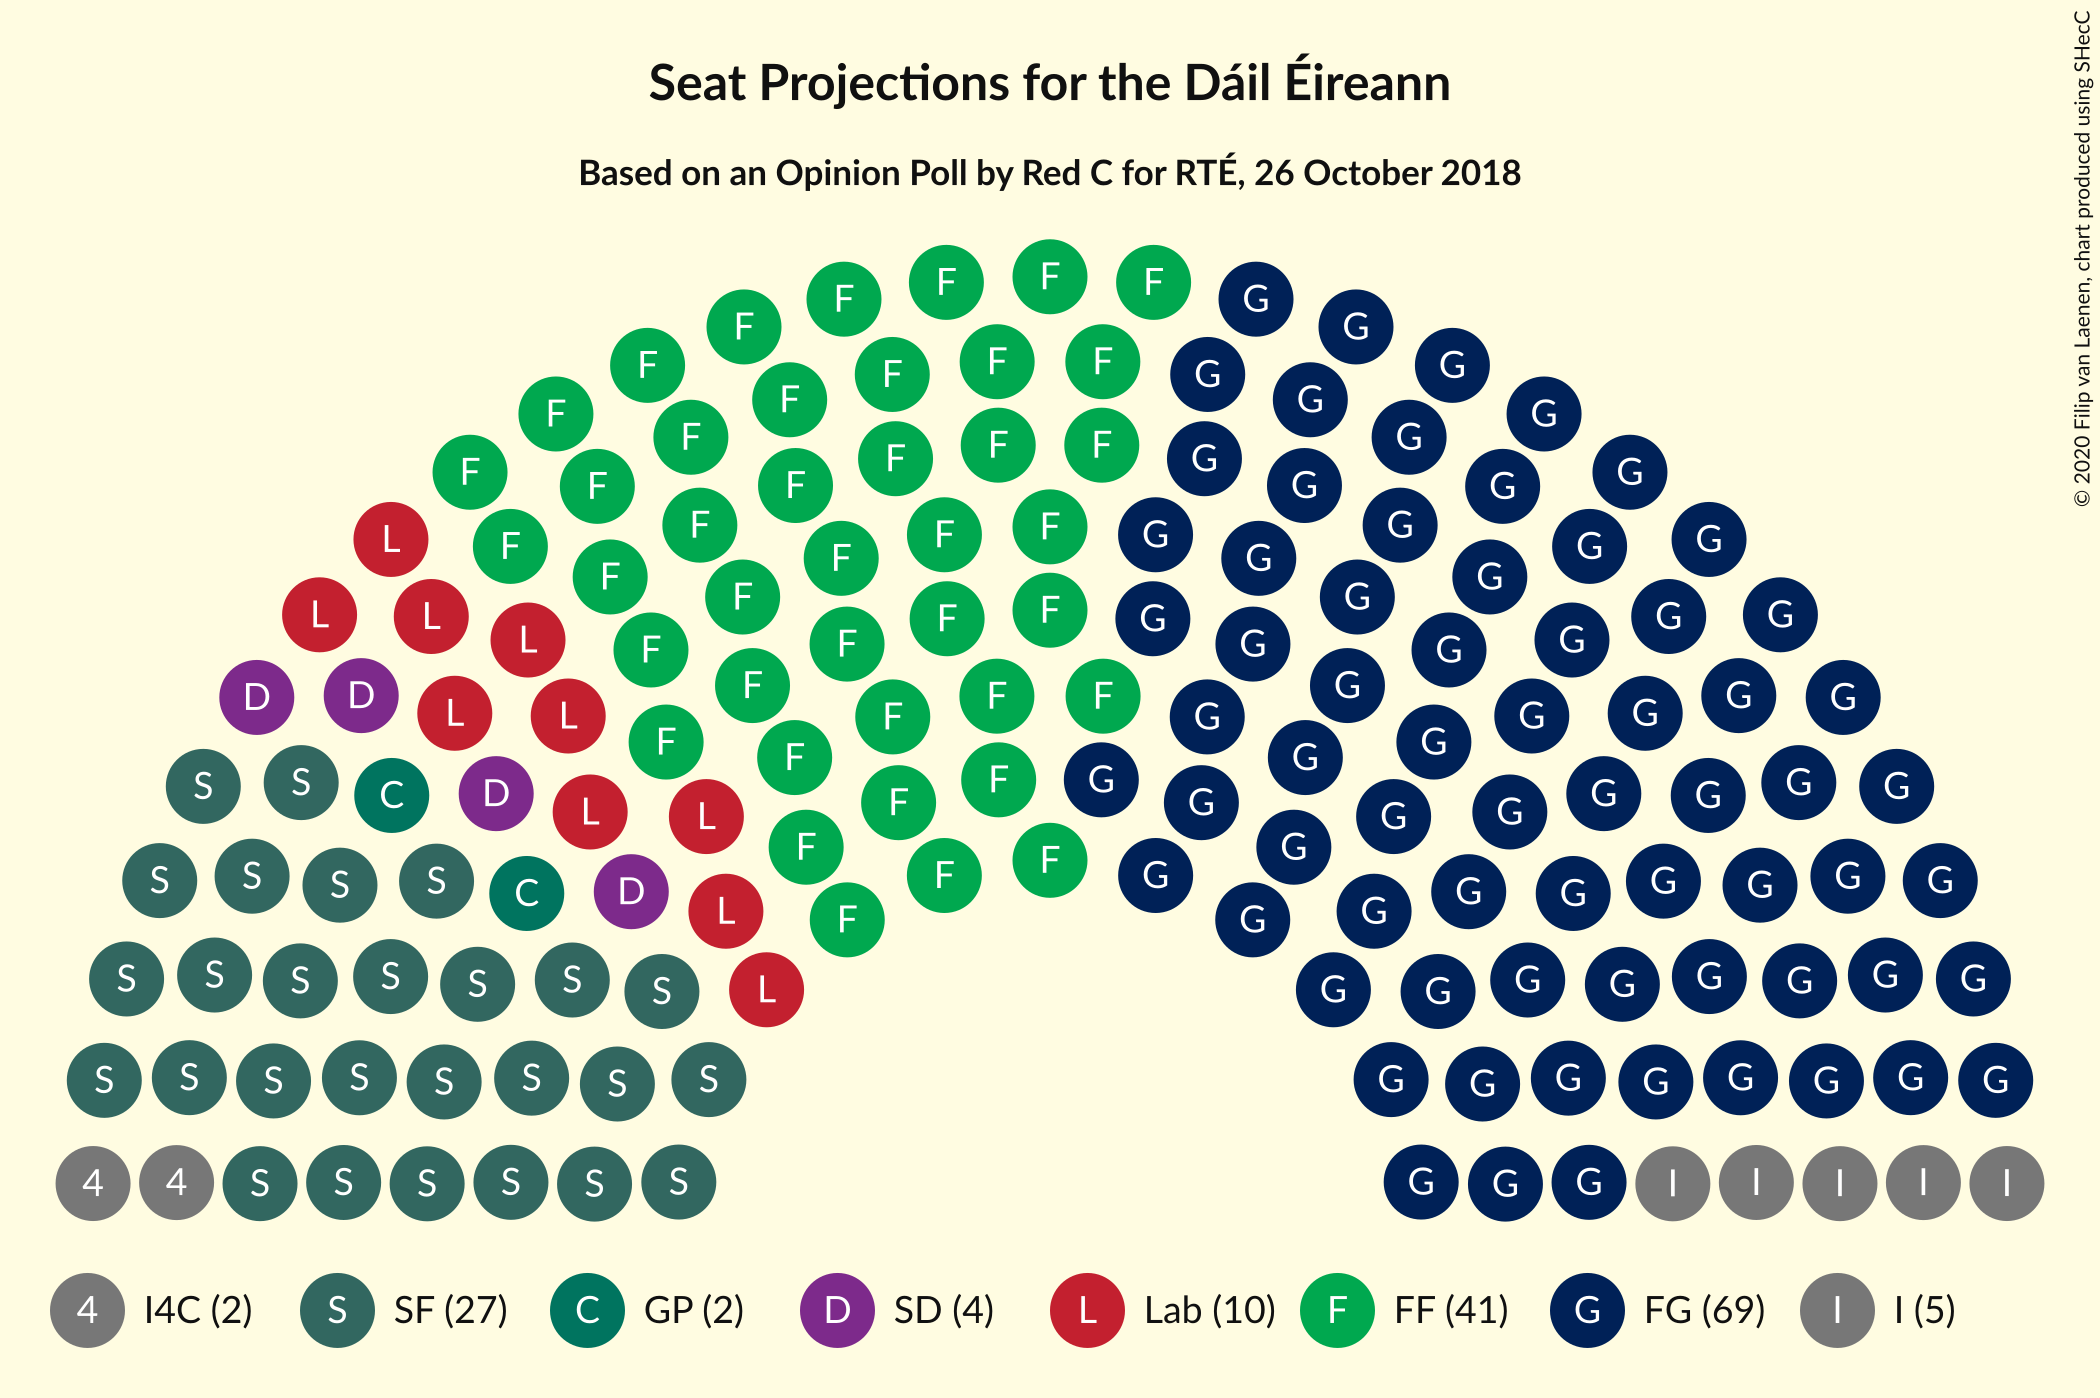 Seat Projections for the Dáil Éireann
Based on an Opinion Poll by Red C for RTÉ, 26 October 2018
© 2020 Filip van Laenen, chart produced using SHecC
F F F F F G G
F F F F G G
F F F G G
F F F F G G
F F F G G
F F G G
L F F F F G G G G
F F G G
L L L F F F F G G G G G G
F F G G
D D L L F F F F G G G G G G
F F G G
S S C D L L F F G G G G G G G G
F F G G
S S S S C D L F F F G G G G G G G G
F G
S S S S S S S L G G G G G G G G
S S S S S S S S G G G G G G G G
4 4 S S S S S S G G G I I I I I
4 I4C (2) S SF (27) C GP (2) D SD (4) L Lab (10) F FF (41) G FG (69) I I (5)